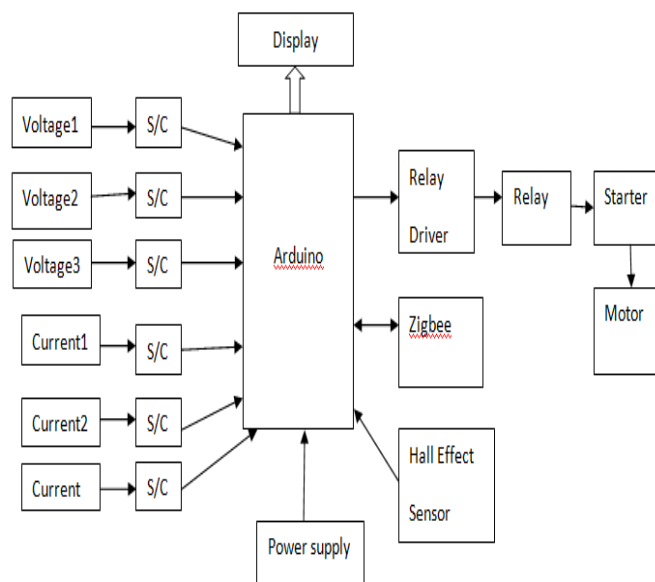 Display
Voltage1
S/C
Voltage2
S/C
Voltage3
S/C
Current1
S/C
Current2
S/C
Current
S/C
Arduino
Relay
Driver
Relay
Starter
Motor
Zigbee
Hall Effect
Sensor
Power supply